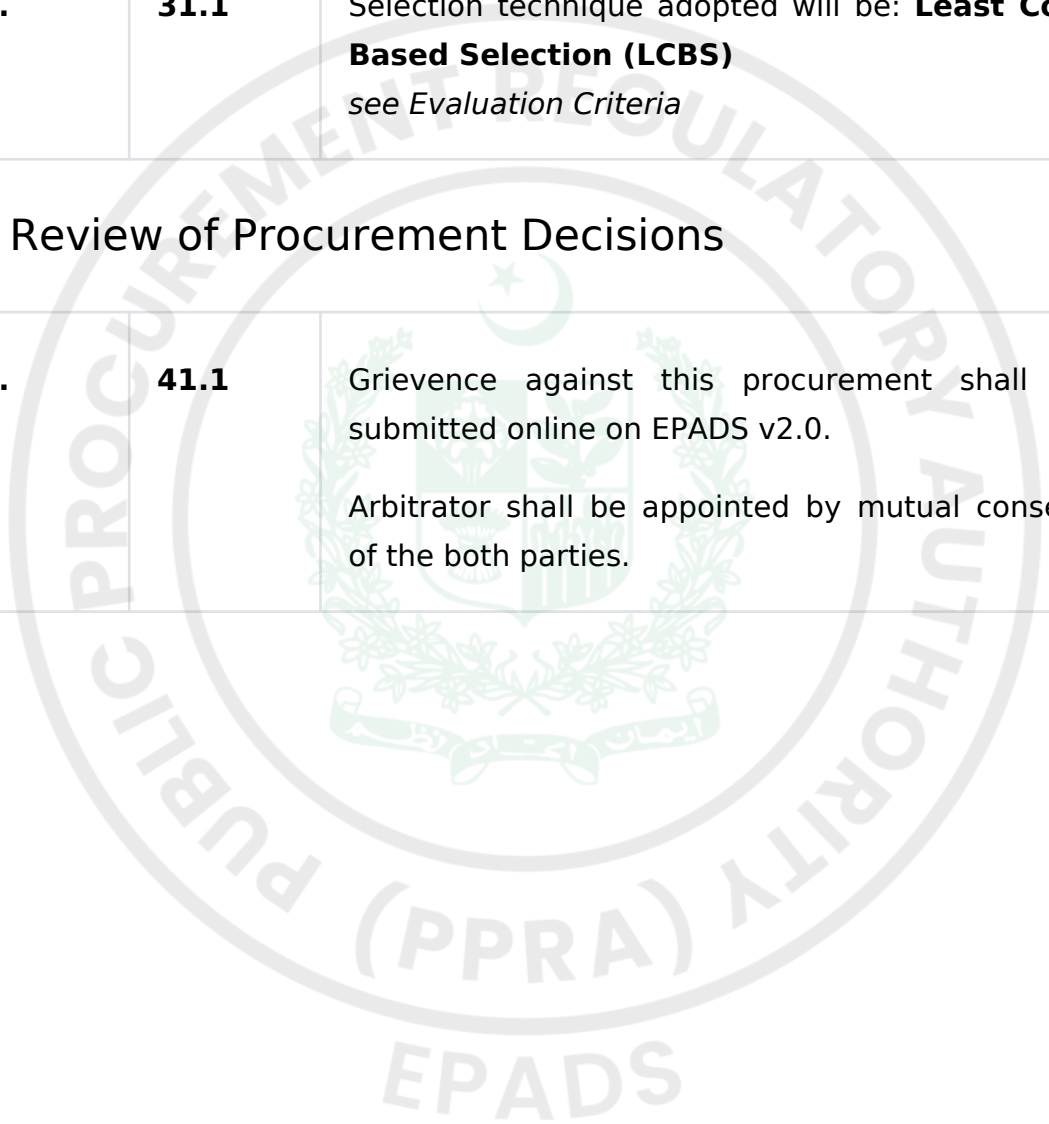 . 31.1 Selection technique adopted will be: Least Co
Based Selection (LCBS)
see Evaluation Criteria
Review of Procurement Decisions
. 41.1 Grievence against this procurement shall
submitted online on EPADS v2.0.
Arbitrator shall be appointed by mutual conse
of the both parties.
PUBLIC PROCUREMENT REGULATORY AUTHORITY
(PPRA)
EPADS